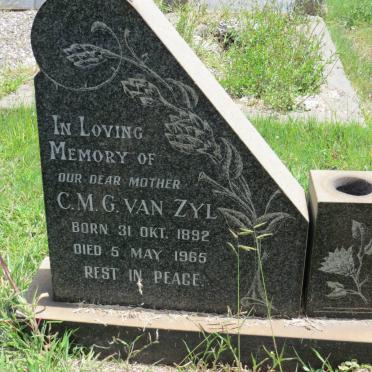 IN LOVING
MEMORY OF
OUR DEAR MOTHER
C.M.G. VAN ZYL
BORN 31 OKT. 1892
DIED 5 MAY 1965
REST IN PEACE.